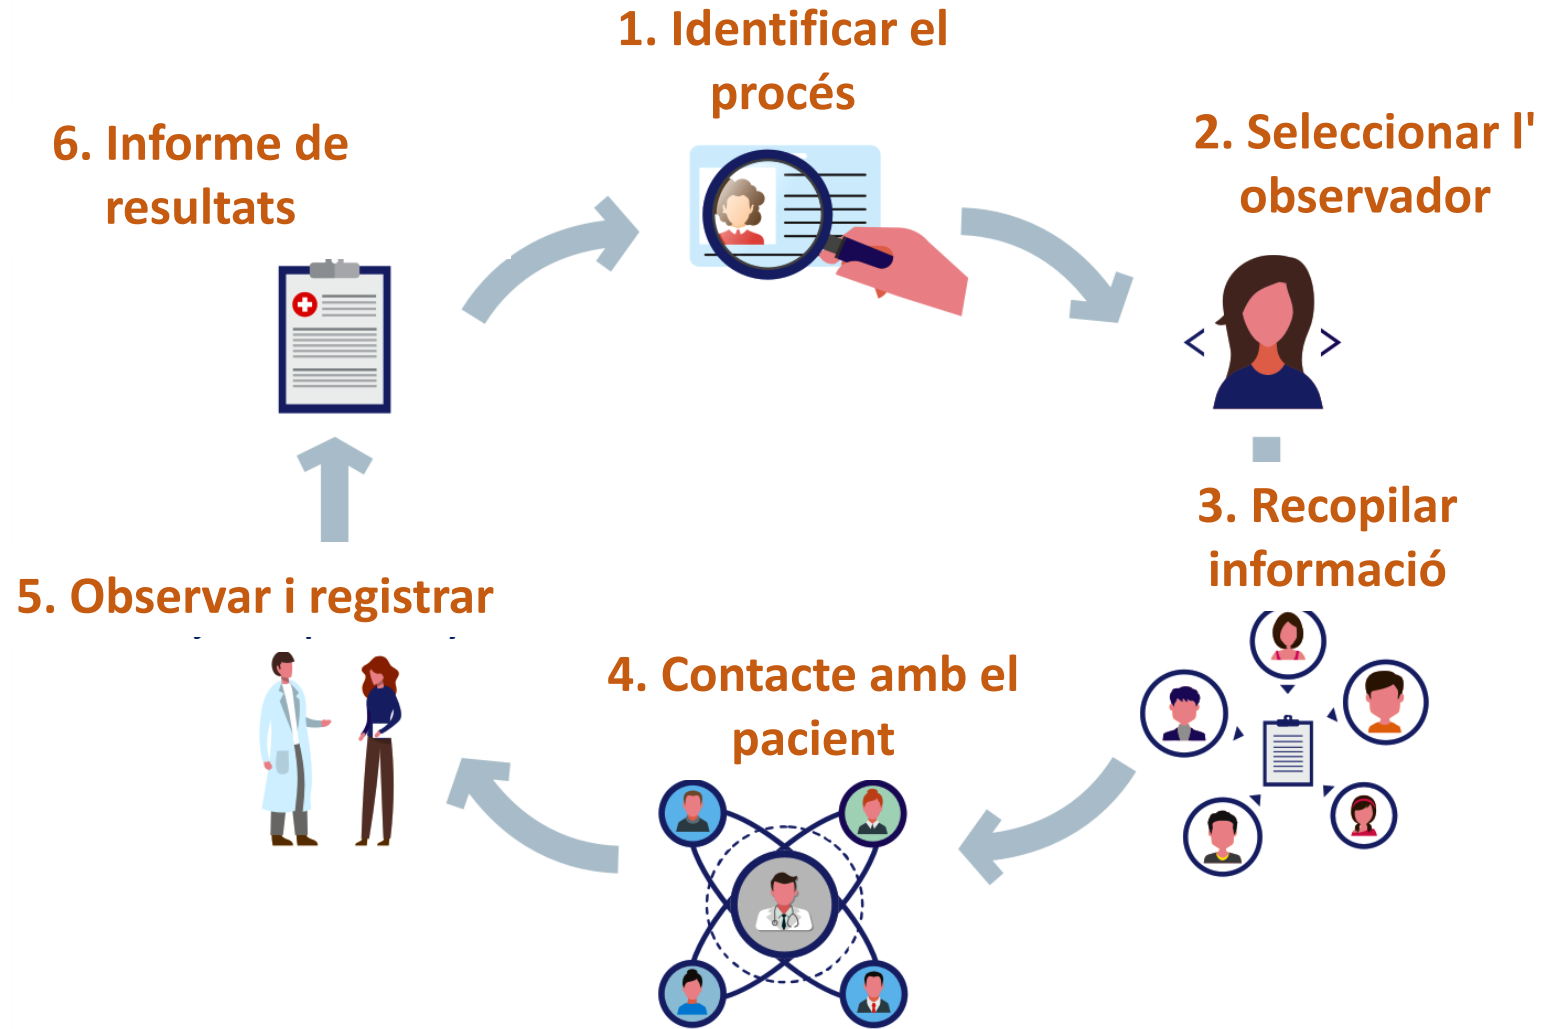 1. Identificar el
procés
2. Seleccionar l'
observador
3. Recopilar
informació
4. Contacte amb el
pacient
5. Observar i registrar
6. Informe de
resultats